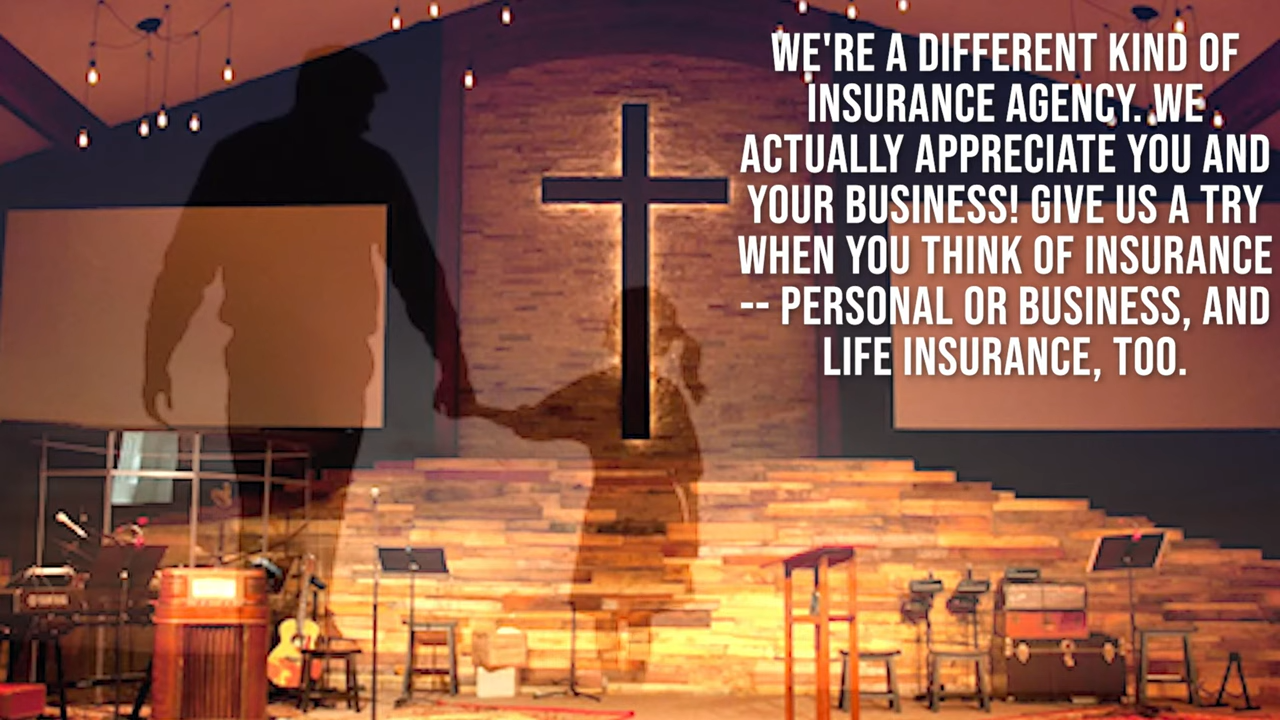 WE'RE A DIFFERENT KIND OF
INSURANCE AGENCY. WE
ACTUALLY APPRECIATE YOU AND
YOUR BUSINESS! GIVE US A TRY
WHEN YOU THINK OF INSURANCE
-- PERSONAL OR BUSINESS, AND
LIFE INSURANCE, TOO.